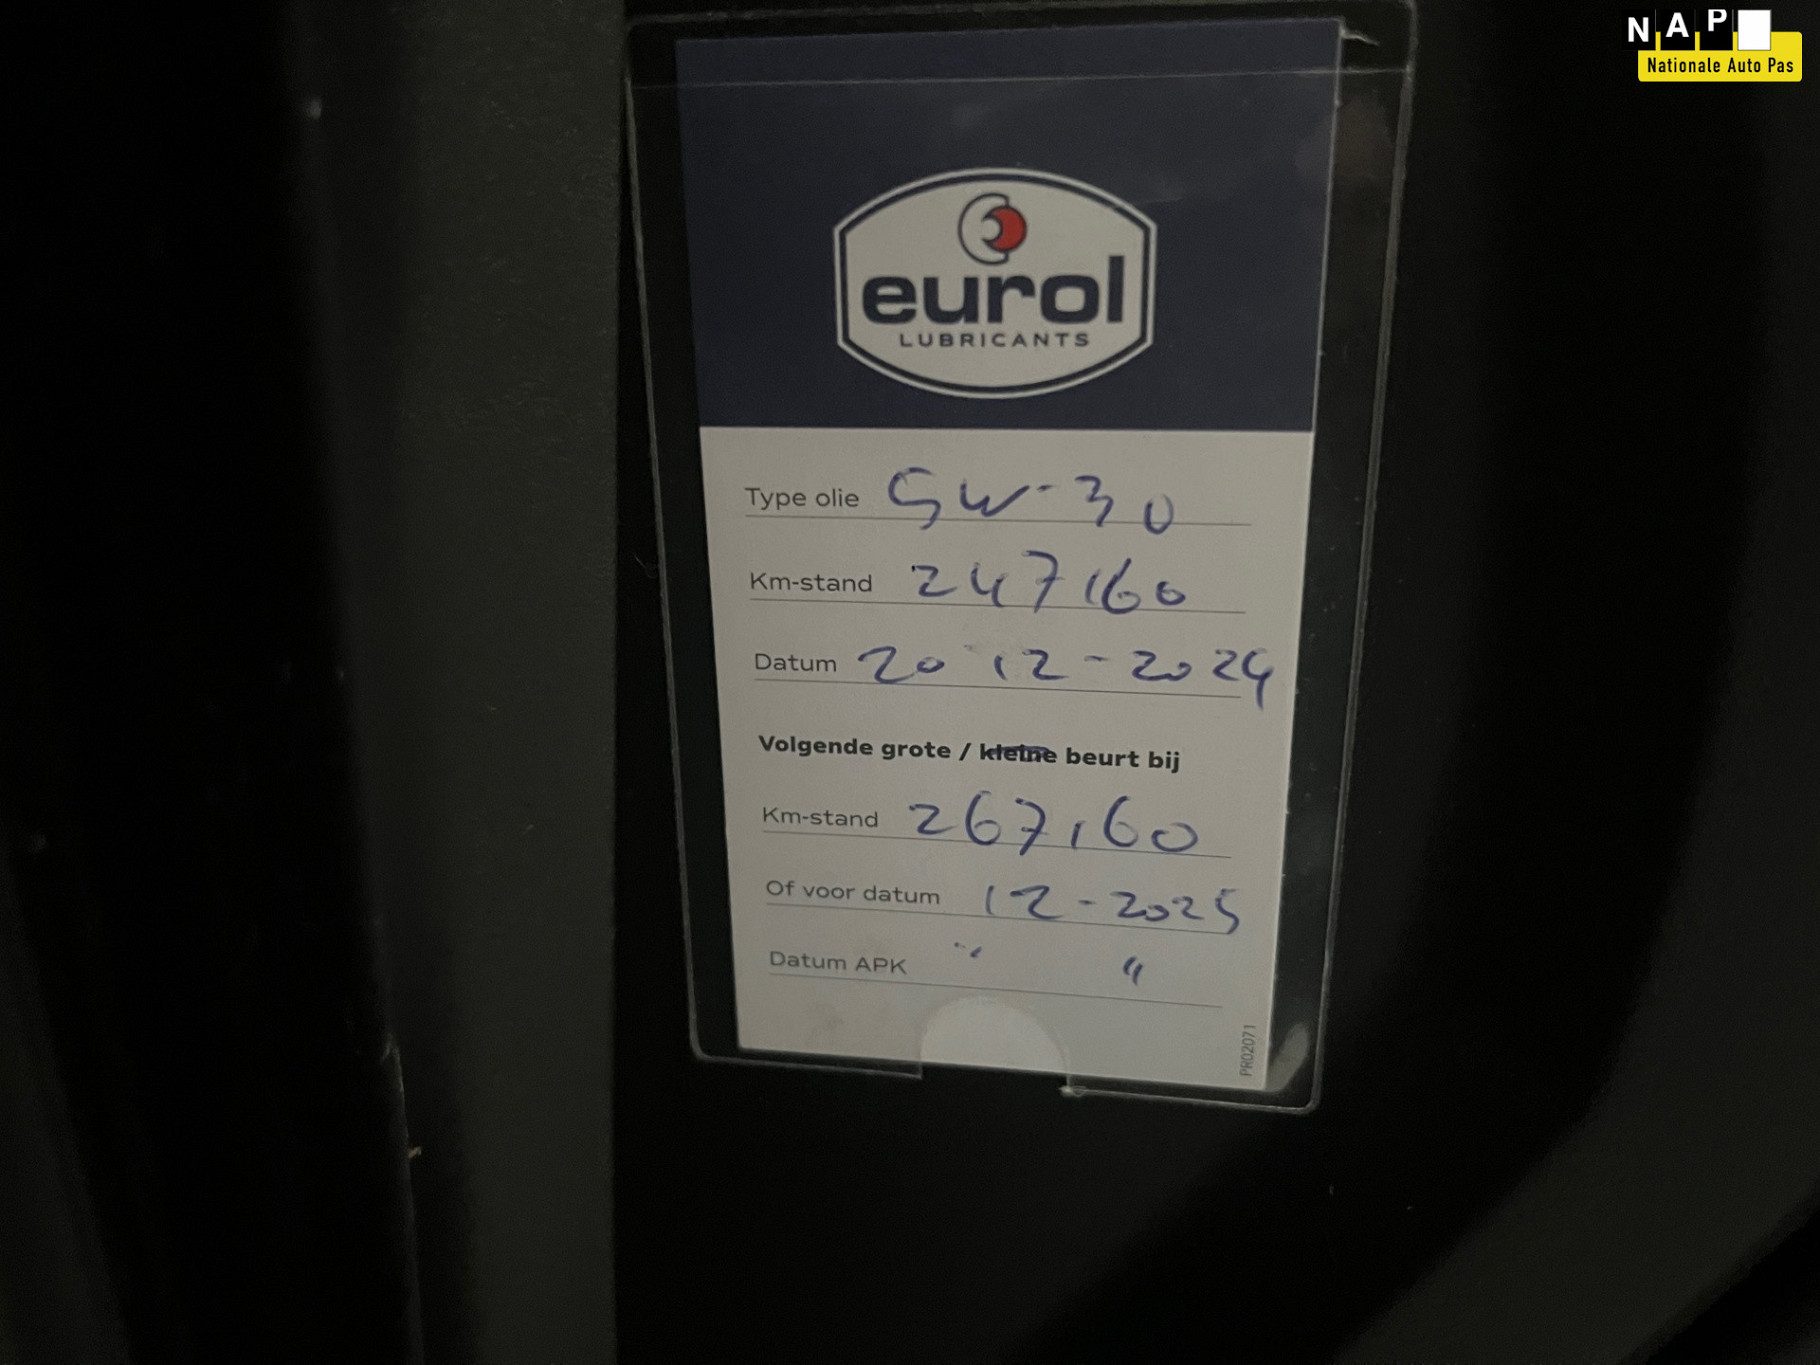 NAP
Nationale Auto Pas
eurol
LUBRICANTS
Type olie 5W-30
Km-stand 247160
Datum 20-12-2024
Volgende grote / kleine beurt bij
Km-stand 267160
Of voor datum 12-2025
Datum APK " "
PR02071